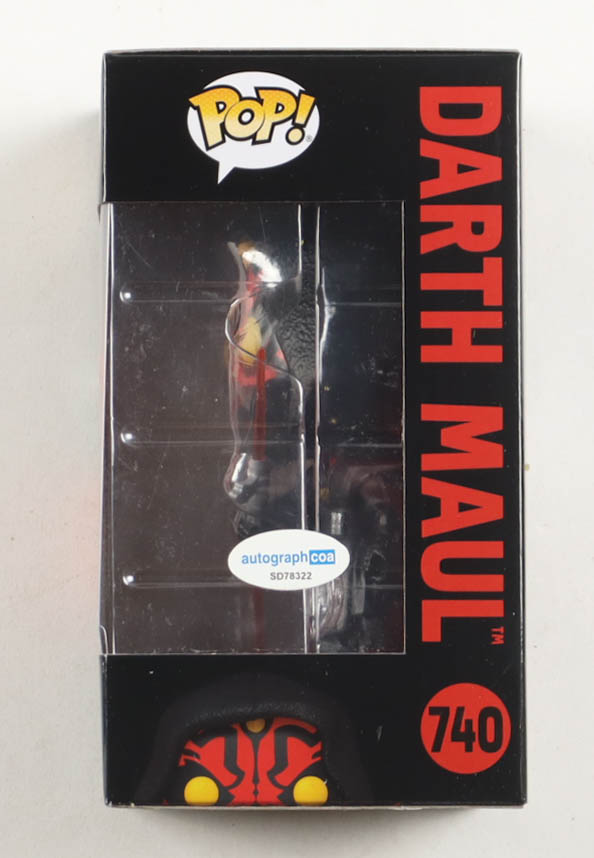 POP!
DARTH MAUL™
autographcoa
SD78322
740